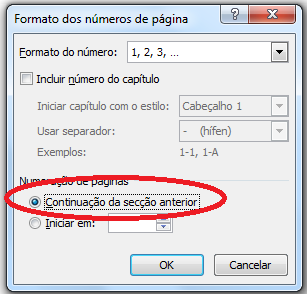 Formato dos números de página
Formato do número: 1, 2, 3, ...
Incluir número do capítulo
Iniciar capítulo com o estilo: Cabeçalho 1
Usar separador: - (hífen)
Exemplos: 1-1, 1-A
Numeração de páginas
Continuação da secção anterior
Iniciar em:
OK Cancelar